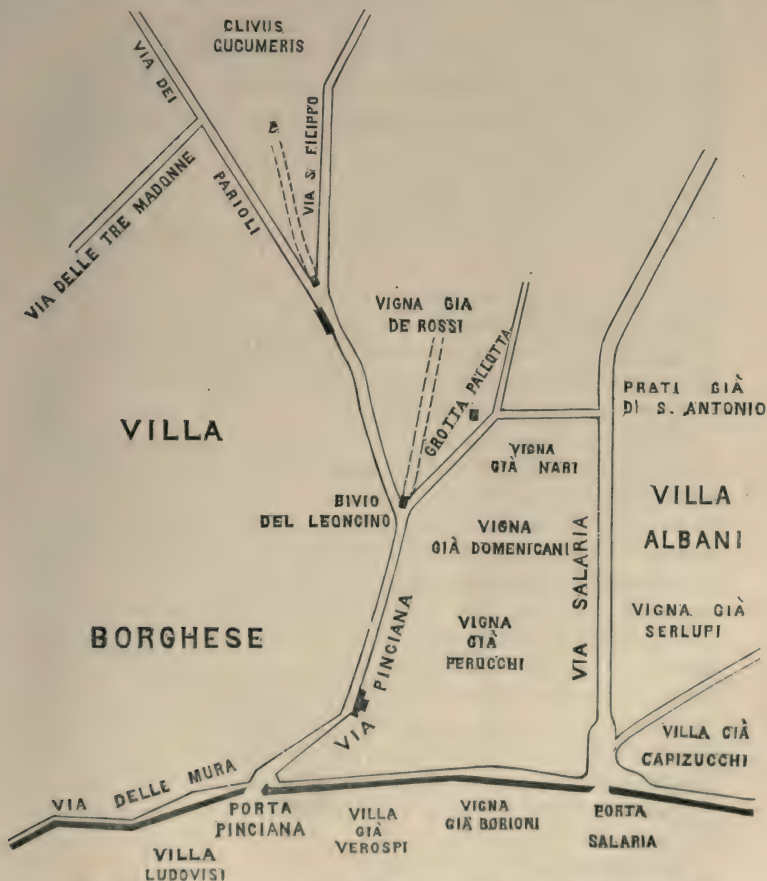 CLIVUS
CUCUMERIS
VIA DEI
PARIOLI
VIA S FILIPPO
VIA DELLE TRE MADONNE
VIGNA GIA
DE ROSSI
GROTTA PALLOTTA
PRATI GIÀ
DI S. ANTONIO
VILLA
VIGNA
GIÀ NARI
VILLA
ALBANI
BIVIO
DEL LEONCINO
VIGNA
GIÀ DOMENICANI
VIA SALARIA
BORGHESE
VIA PINCIANA
VIGNA
GIÀ
PERUCCHI
VIGNA GIÀ
SERLUPI
VILLA GIÀ
CAPIZUCCHI
VIA DELLE MURA
PORTA
PINCIANA
VILLA
GIÀ
VEROSPI
VIGNA
GIÀ BORIONI
PORTA
SALARIA
VILLA
LUDOVISI